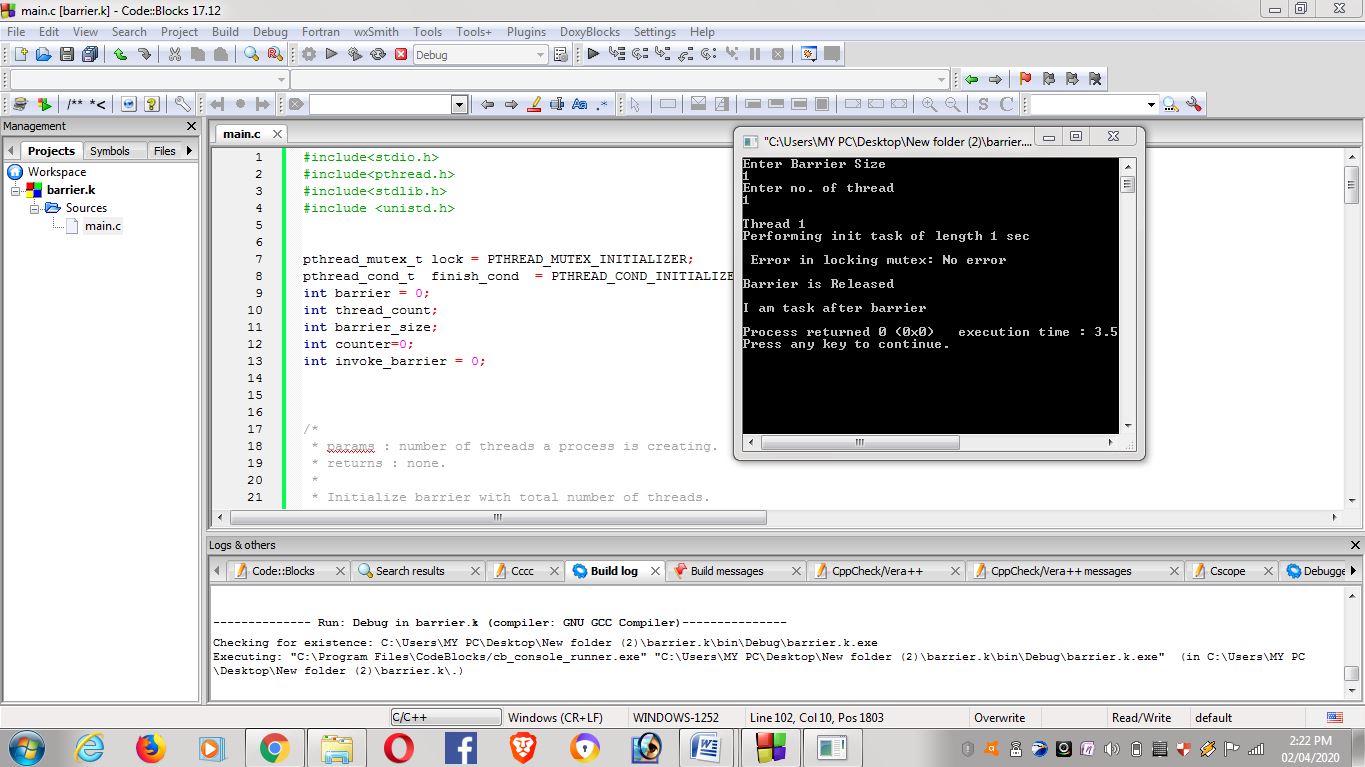 main.c [barrier.k] - Code::Blocks 17.12
File Edit View Search Project Build Debug Fortran wxSmith Tools Tools+ Plugins DoxyBlocks Settings Help
Debug
/** *<
Aa .*
S C
Management
Projects Symbols Files
Workspace
barrier.k
Sources
main.c
main.c
1 #include<stdio.h>
2 #include<pthread.h>
3 #include<stdlib.h>
4 #include <unistd.h>
5
6
7 pthread_mutex_t lock = PTHREAD_MUTEX_INITIALIZER;
8 pthread_cond_t finish_cond = PTHREAD_COND_INITIALIZE
9 int barrier = 0;
10 int thread_count;
11 int barrier_size;
12 int counter=0;
13 int invoke_barrier = 0;
14
15
16
17 /*
18 * params : number of threads a process is creating.
19 * returns : none.
20 *
21 * Initialize barrier with total number of threads.
"C:\Users\MY PC\Desktop\New folder (2)\barrier....
Enter Barrier Size
1
Enter no. of thread
1
Thread 1
Performing init task of length 1 sec
Error in locking mutex: No error
Barrier is Released
I am task after barrier
Process returned 0 (0x0) execution time : 3.5
Press any key to continue.
Logs & others
Code::Blocks Search results Cccc Build log Build messages CppCheck/Vera++ CppCheck/Vera++ messages Cscope Debugge
-------------- Run: Debug in barrier.k (compiler: GNU GCC Compiler)---------------
Checking for existence: C:\Users\MY PC\Desktop\New folder (2)\barrier.k\bin\Debug\barrier.k.exe
Executing: "C:\Program Files\CodeBlocks/cb_console_runner.exe" "C:\Users\MY PC\Desktop\New folder (2)\barrier.k\bin\Debug\barrier.k.exe" (in C:\Users\MY PC
\Desktop\New folder (2)\barrier.k\.)
C/C++ Windows (CR+LF) WINDOWS-1252 Line 102, Col 10, Pos 1803 Overwrite Read/Write default
2:22 PM
02/04/2020